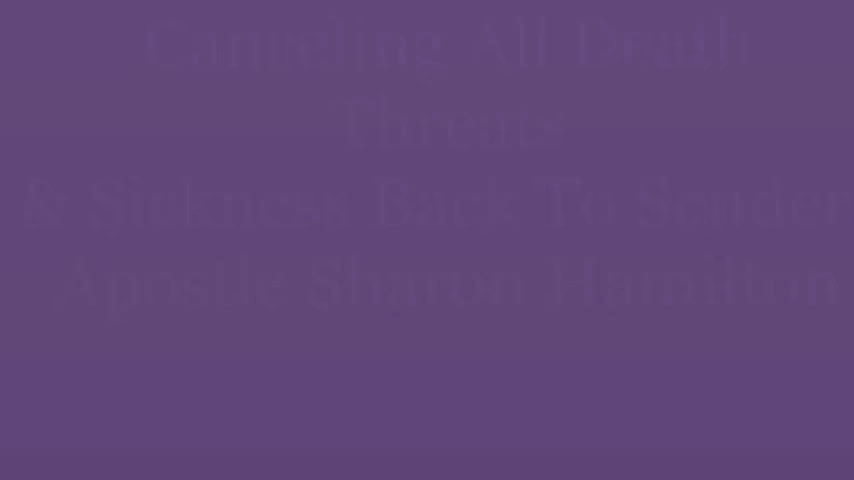 Canceling All Death
Threats
& Sickness Back To Sender
Apostle Sharon Hamilton